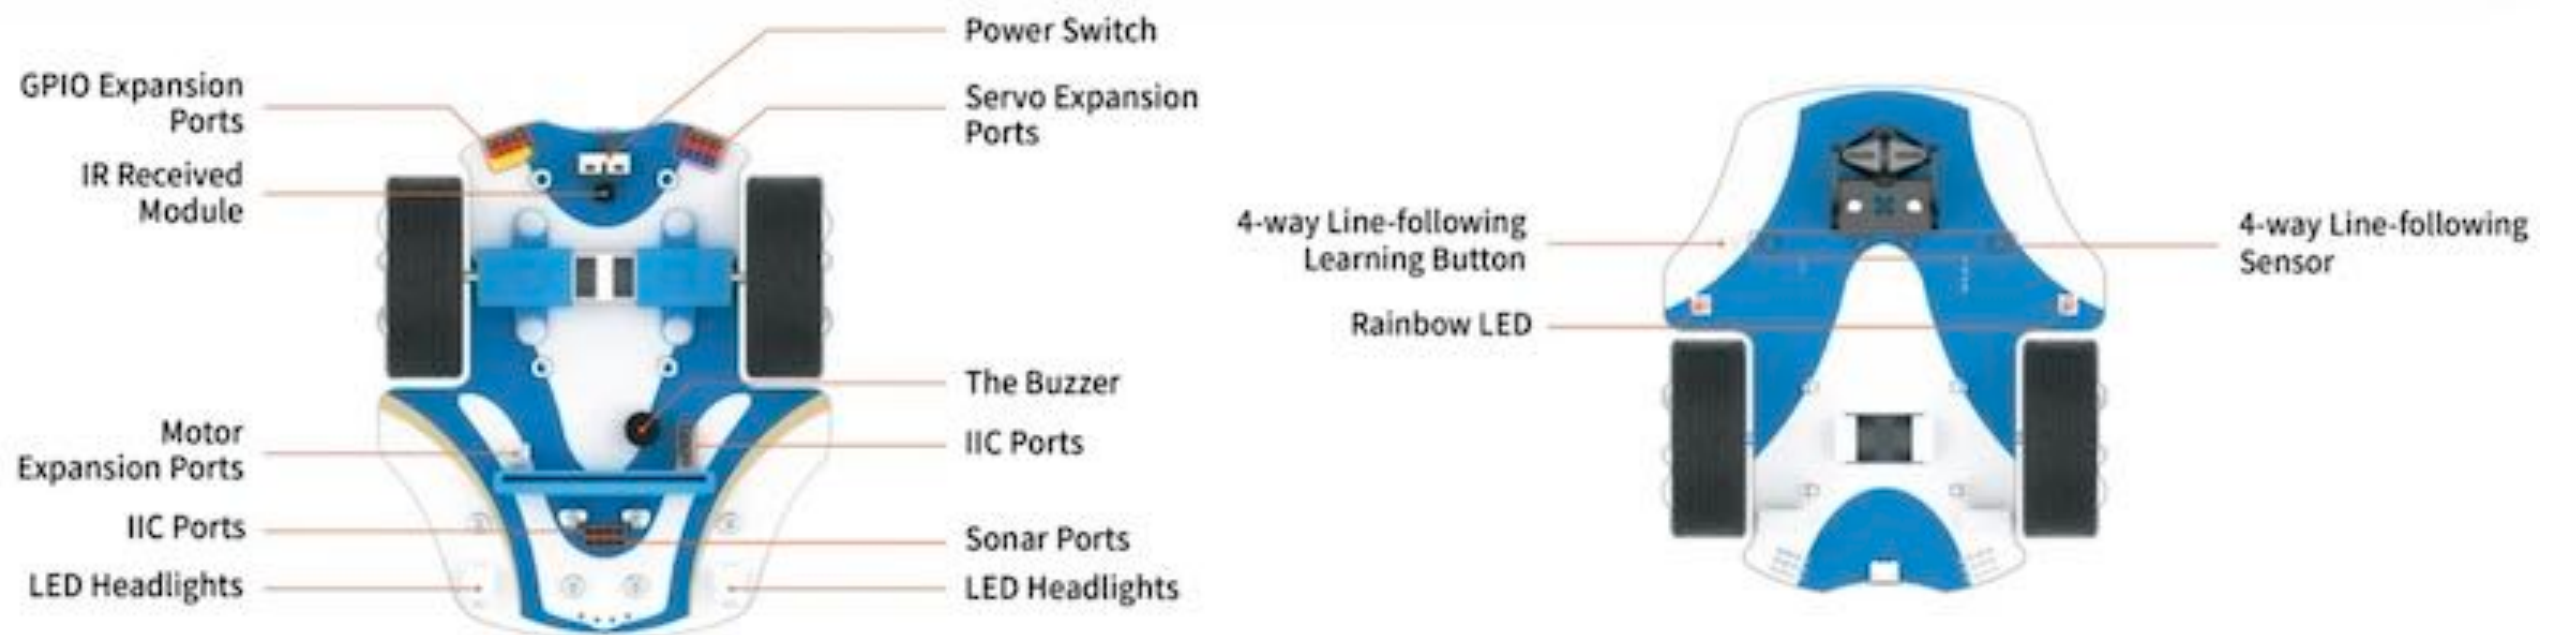 GPIO Expansion
Ports
IR Received
Module
Motor
Expansion Ports
IIC Ports
LED Headlights
Power Switch
Servo Expansion
Ports
The Buzzer
IIC Ports
Sonar Ports
LED Headlights
4-way Line-following
Learning Button
Rainbow LED
4-way Line-following
Sensor